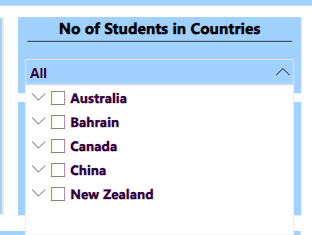 No of Students in Countries
All
Australia
Bahrain
Canada
China
New Zealand